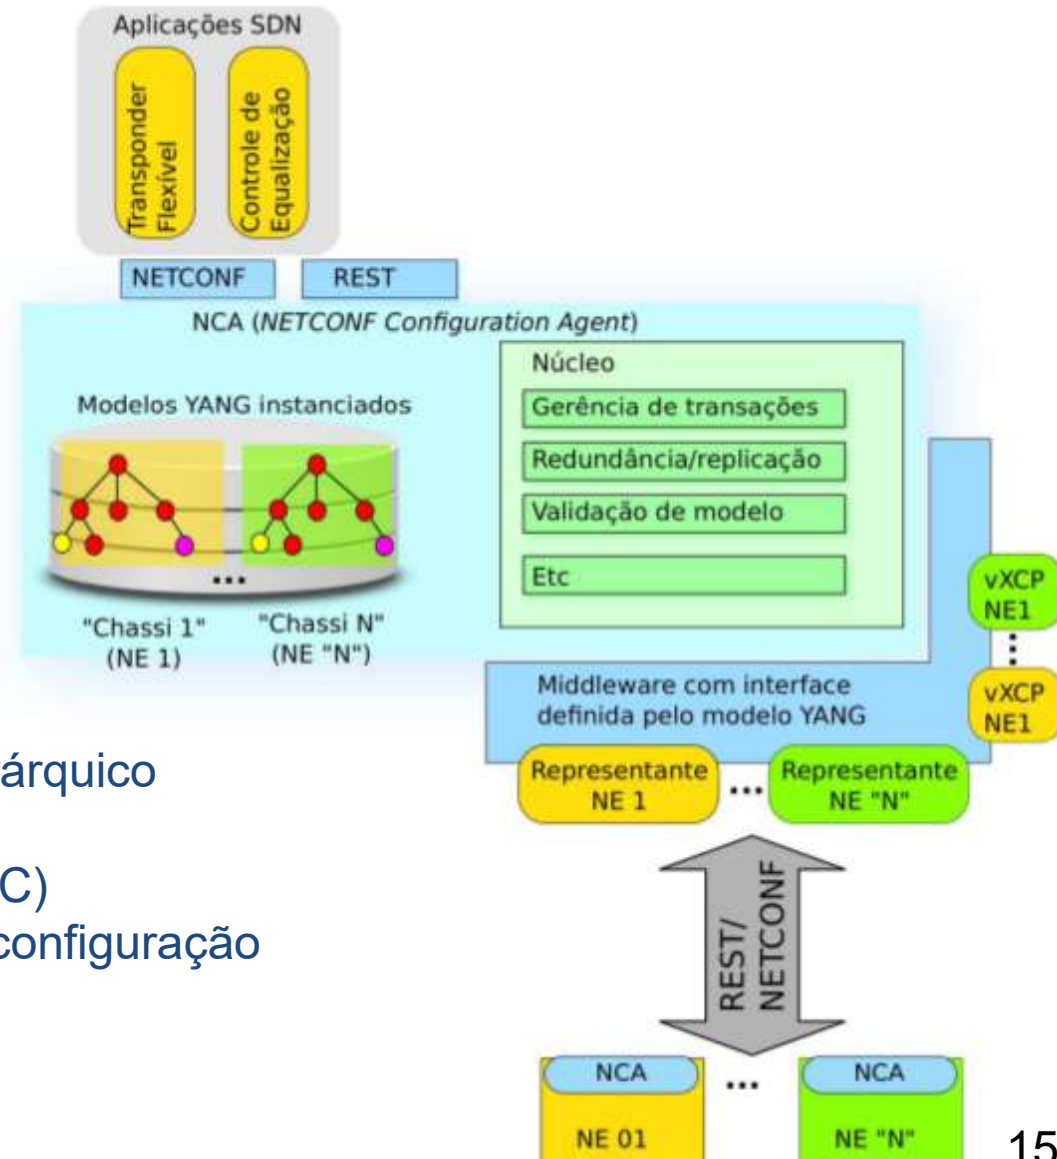 Aplicações SDN
Transponder
Flexível
Controle de
Equalização
NETCONF
REST
NCA (NETCONF Configuration Agent)
Modelos YANG instanciados
...
"Chassi 1"
(NE 1)
"Chassi N"
(NE "N")
Núcleo
Gerência de transações
Redundância/replicação
Validação de modelo
Etc
vXCP
NE1
...
vXCP
NE1
Middleware com interface
definida pelo modelo YANG
Representante
NE 1
...
Representante
NE "N"
árquico
C)
configuração
REST/
NETCONF
NCA
NE 01
...
NCA
NE "N"
15